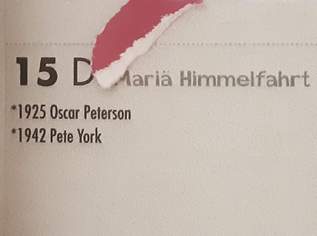 15 D Mariä Himmelfahrt
*1925 Oscar Peterson
*1942 Pete York